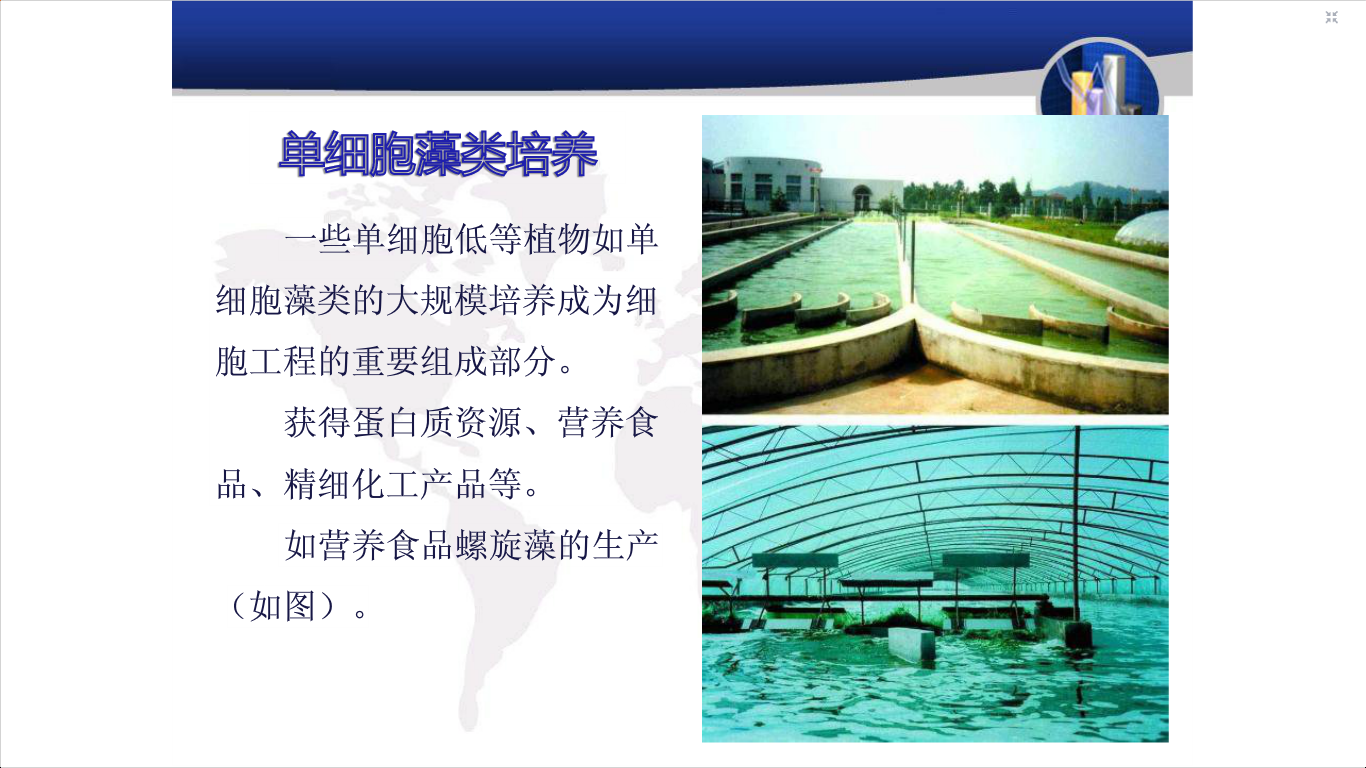 单细胞藻类培养
一些单细胞低等植物如单
细胞藻类的大规模培养成为细
胞工程的重要组成部分。
获得蛋白质资源、营养食
品、精细化工产品等。
如营养食品螺旋藻的生产
（如图）。